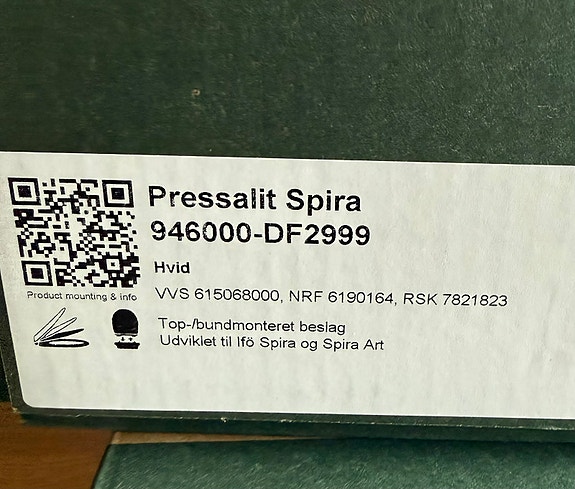 Pressalit Spira
946000-DF2999
Hvid
Product mounting & info
VVS 615068000, NRF 6190164, RSK 7821823
Top-/bundmonteret beslag
Udviklet til Ifö Spira og Spira Art